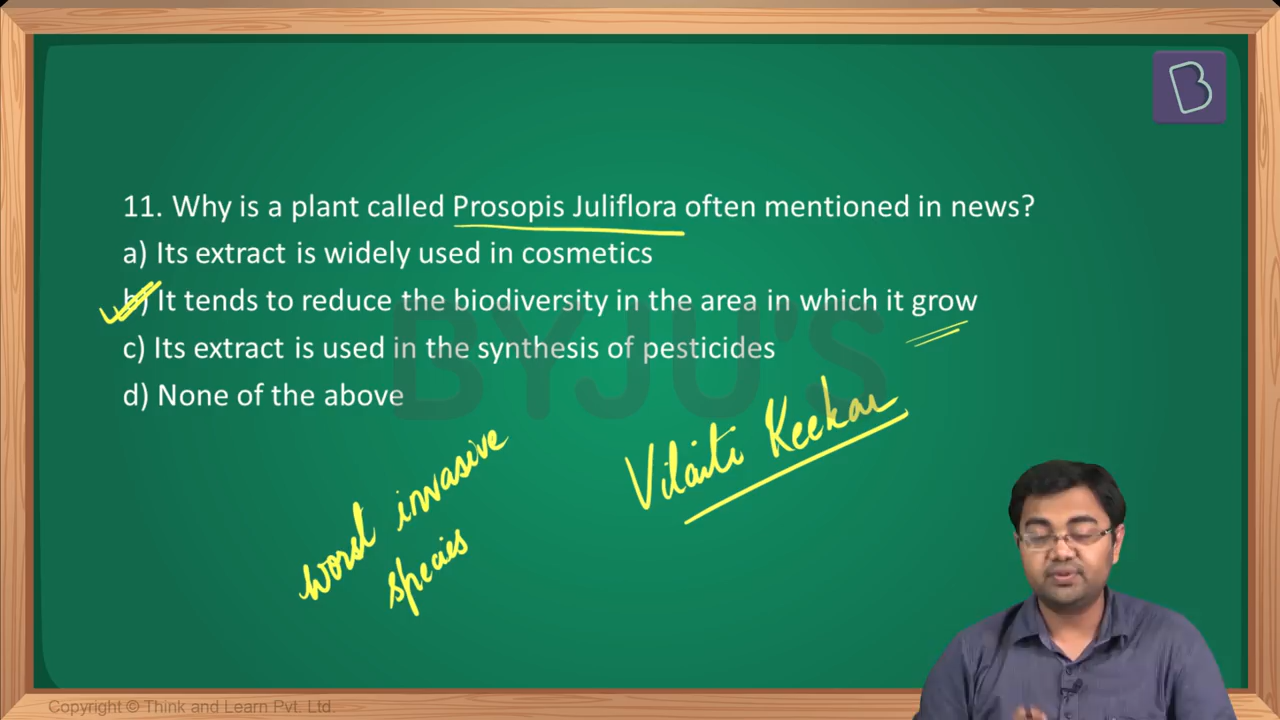 11. Why is a plant called Prosopis Juliflora often mentioned in news?
a) Its extract is widely used in cosmetics
b) It tends to reduce the biodiversity in the area in which it grow
c) Its extract is used in the synthesis of pesticides
d) None of the above
BYJU'S
Vilaiti Keekar
worst invasive
species
B
Copyright © Think and Learn Pvt. Ltd.